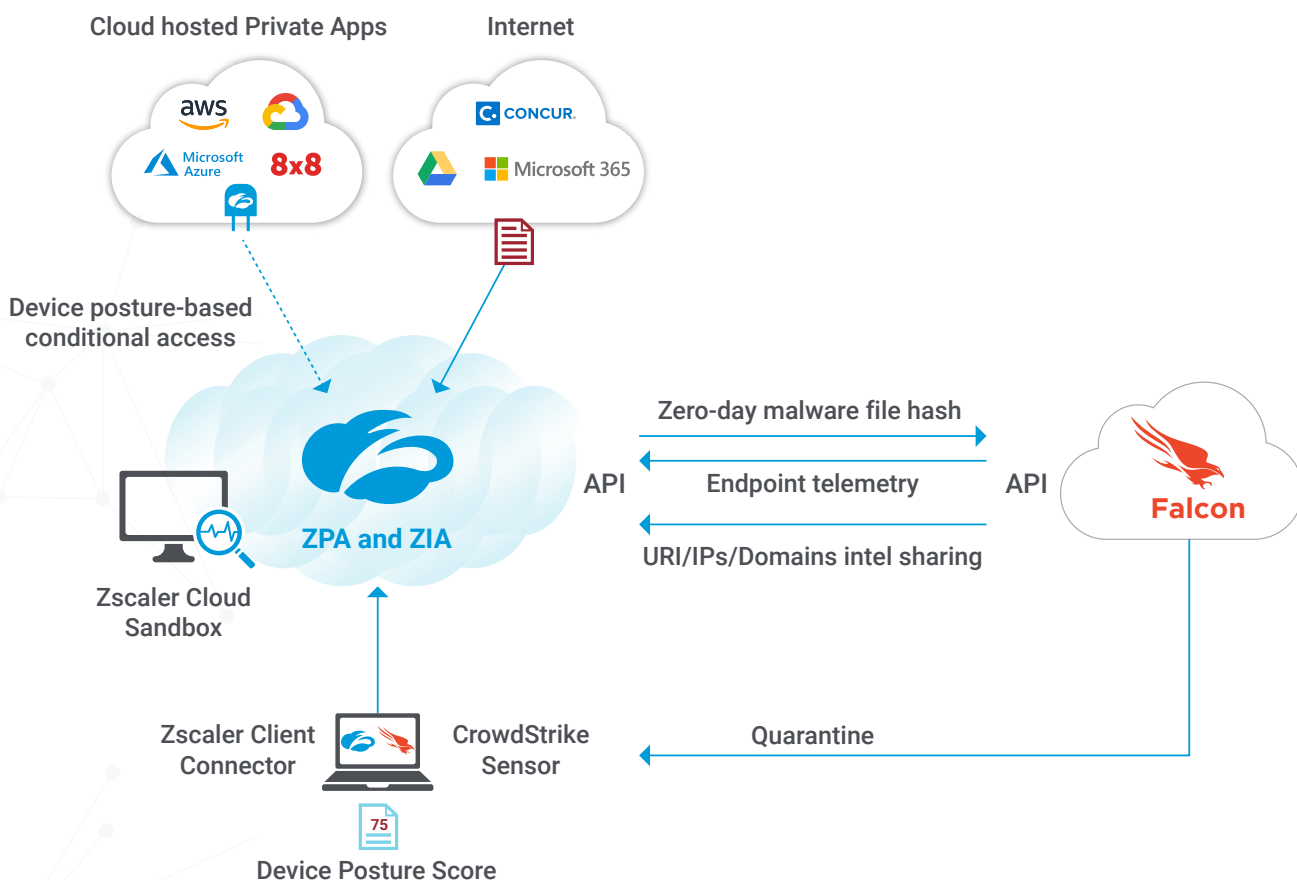 Cloud hosted Private Apps
Internet
aws
Microsoft
Azure
8x8
C. CONCUR.
Microsoft 365
Device posture-based
conditional access
ZPA and ZIA
Zscaler Cloud
Sandbox
API
Zero-day malware file hash
Endpoint telemetry
URI/IPs/Domains intel sharing
API
Falcon
Zscaler Client
Connector
CrowdStrike
Sensor
Quarantine
75
Device Posture Score